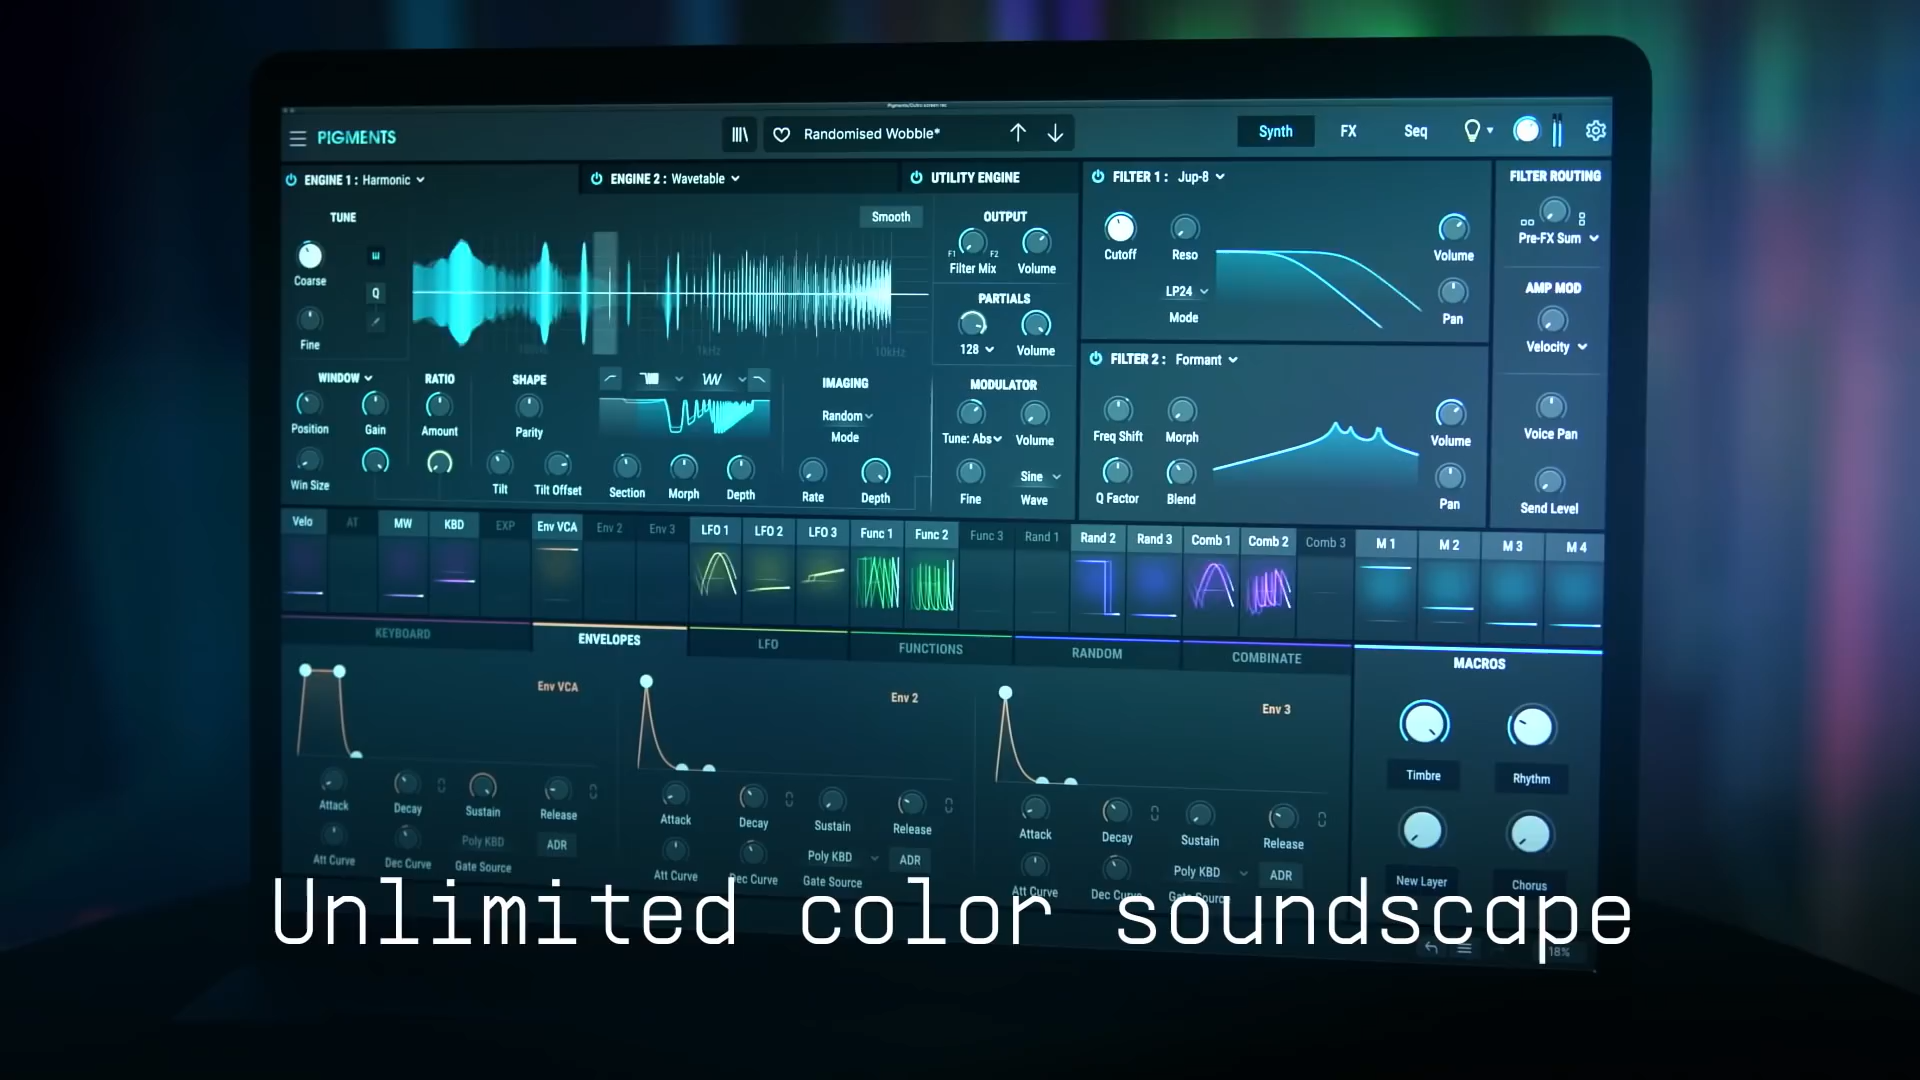 PIGMENTS
Randomised Wobble*
Synth
FX
Seq
ENGINE 1 : Harmonic
ENGINE 2 : Wavetable
UTILITY ENGINE
FILTER 1 : Jup-8
FILTER ROUTING
TUNE
Smooth
OUTPUT
Coarse
Q
Fine
F1
F2
Filter Mix
Volume
Cutoff
Reso
Volume
Pre-FX Sum
PARTIALS
LP24
Mode
Pan
AMP MOD
128
Volume
1kHz
10kHz
Velocity
FILTER 2 : Formant
WINDOW
RATIO
SHAPE
IMAGING
MODULATOR
Position
Gain
Amount
Parity
Random
Mode
Tune: Abs
Volume
Freq Shift
Morph
Volume
Voice Pan
Win Size
Tilt
Tilt Offset
Section
Morph
Depth
Rate
Depth
Fine
Sine
Wave
Q Factor
Blend
Pan
Send Level
Velo
AT
MW
KBD
EXP
Env VCA
Env 2
Env 3
LFO 1
LFO 2
LFO 3
Func 1
Func 2
Func 3
Rand 1
Rand 2
Rand 3
Comb 1
Comb 2
Comb 3
M 1
M 2
M 3
M 4
KEYBOARD
ENVELOPES
LFO
FUNCTIONS
RANDOM
COMBINATE
MACROS
Env VCA
Env 2
Env 3
Timbre
Rhythm
Attack
Decay
Sustain
Release
Attack
Decay
Sustain
Release
Attack
Decay
Sustain
Release
Att Curve
Dec Curve
Poly KBD
Gate Source
ADR
Att Curve
Dec Curve
Poly KBD
Gate Source
ADR
Att Curve
Dec Curve
Poly KBD
Gate Source
ADR
New Layer
Chorus
Unlimited color soundscape
18%